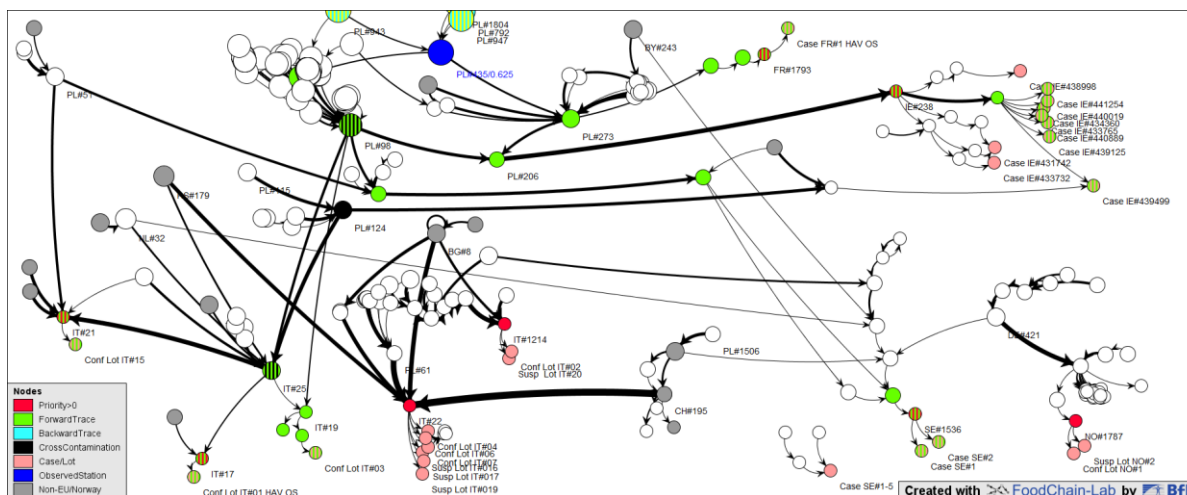 PL#1804
PL#943
PL#792
PL#947
BY#243
Case FR#1 HAV OS
FR#1793
PL#435/0.625
PL#51
Case IE#438998
IE#238
Case IE#441254
Case IE#440019
Case IE#434360
Case IE#433765
Case IE#440889
Case IE#439125
PL#98
PL#273
Case IE#431742
PL#206
Case IE#433732
PL#115
Case IE#439499
PL#124
NL#32
BG#8
IT#21
Conf Lot IT#15
IT#1214
Conf Lot IT#02
Susp Lot IT#20
PL#61
PL#1506
IT#25
CH#195
IT#19
IT#22
Conf Lot IT#04
Conf Lot IT#06
Conf Lot IT#07
Susp Lot IT#016
Susp Lot IT#017
Susp Lot IT#019
Conf Lot IT#03
IT#17
Conf Lot IT#01 HAV OS
SE#1536
Case SE#2
Case SE#1
Case SE#1-5
NO#1787
Susp Lot NO#2
Conf Lot NO#1
Nodes
Priority>0
ForwardTrace
BackwardTrace
CrossContamination
Case/Lot
ObservedStation
Non-EU/Norway
Created with FoodChain-Lab by BfR